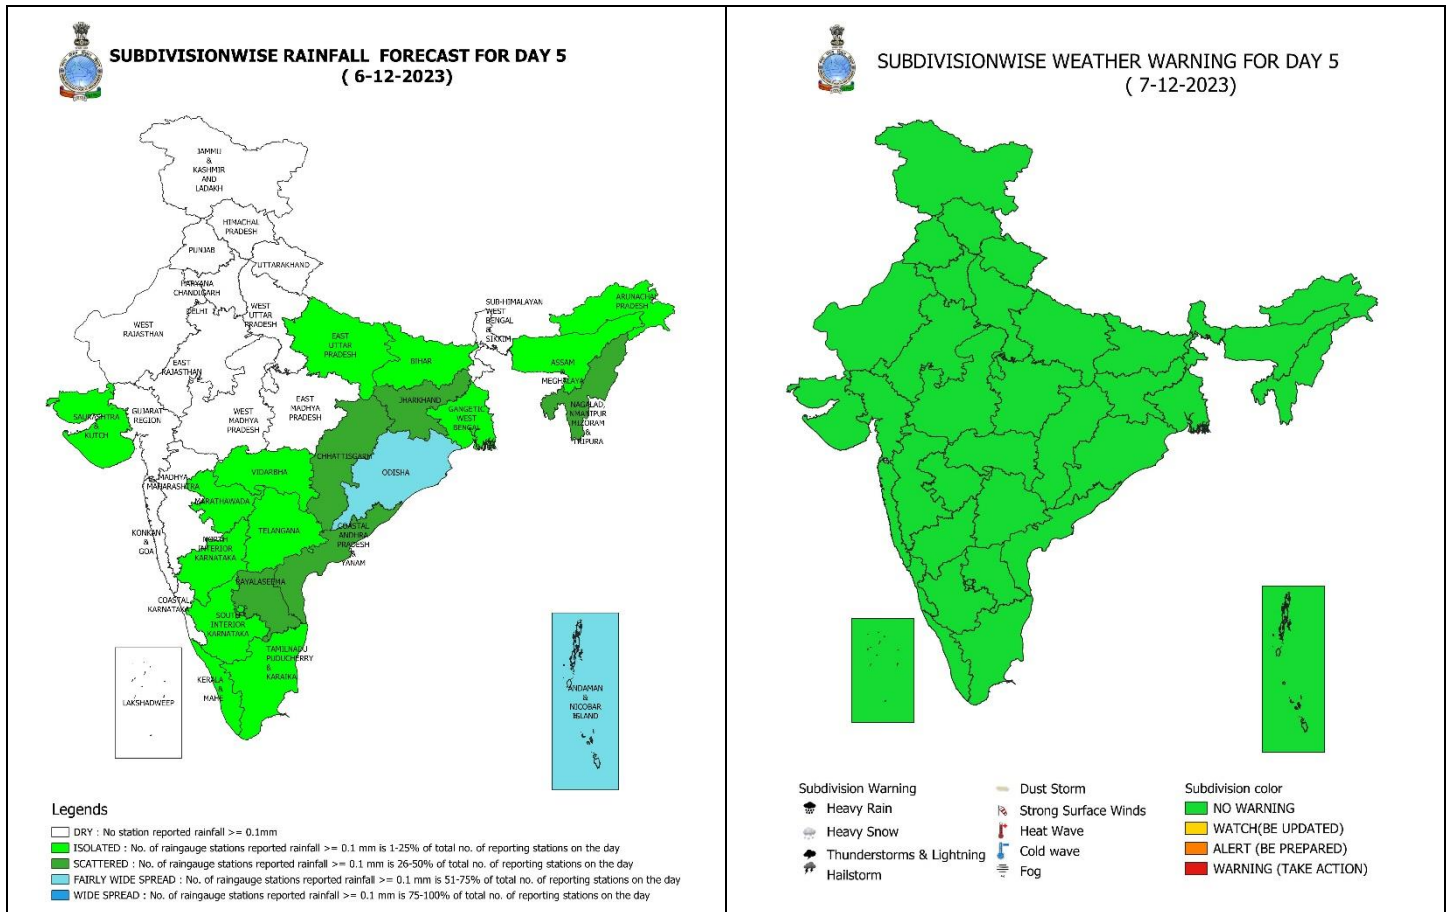 SUBDIVISIONWISE RAINFALL FORECAST FOR DAY 5
( 6-12-2023)
JAMMU
&
KASHMIR
AND
LADAKH
HIMACHAL
PRADESH
PUNJAB
UTTARAKHAND
HARYANA
CHANDIGARH
&
DELHI
WEST
UTTAR
PRADESH
WEST
RAJASTHAN
EAST
RAJASTHAN
EAST
UTTAR
PRADESH
BIHAR
SUB-HIMALAYAN
WEST
BENGAL
&
SIKKIM
ARUNACHAL
PRADESH
ASSAM
&
MEGHALAYA
NAGALAD,
MIZORAM
&
TRIPURA
JHARKHAND
GANGETIC
WEST
BENGAL
EAST
MADHYA
PRADESH
WEST
MADHYA
PRADESH
GUJARAT
REGION
SAURASHTRA
&
KUTCH
CHHATTISGARH
ODISHA
VIDARBHA
MADHYA
MAHARASHTRA
MARATHAWADA
TELANGANA
KONKAN
&
GOA
NORTH
INTERIOR
KARNATAKA
COASTAL
ANDHRA
PRADESH
&
YANAM
RAYALASEEMA
COASTAL
KARNATAKA
SOUTH
INTERIOR
KARNATAKA
TAMILNADU
PUDUCHERRY
&
KARAIKA
KERALA
&
MAHE
LAKSHADWEEP
ANDAMAN
&
NICOBAR
ISLAND
Legends
DRY : No station reported rainfall >= 0.1mm
ISOLATED : No. of raingauge stations reported rainfall >= 0.1 mm is 1-25% of total no. of reporting stations on the day
SCATTERED : No. of raingauge stations reported rainfall >= 0.1 mm is 26-50% of total no. of reporting stations on the day
FAIRLY WIDE SPREAD : No. of raingauge stations reported rainfall >= 0.1 mm is 51-75% of total no. of reporting stations on the day
WIDE SPREAD : No. of raingauge stations reported rainfall >= 0.1 mm is 75-100% of total no. of reporting stations on the day
SUBDIVISIONWISE WEATHER WARNING FOR DAY 5
( 7-12-2023)
Subdivision Warning
Heavy Rain
Heavy Snow
Thunderstorms & Lightning
Hailstorm
Dust Storm
Strong Surface Winds
Heat Wave
Cold wave
Fog
Subdivision color
NO WARNING
WATCH(BE UPDATED)
ALERT (BE PREPARED)
WARNING (TAKE ACTION)